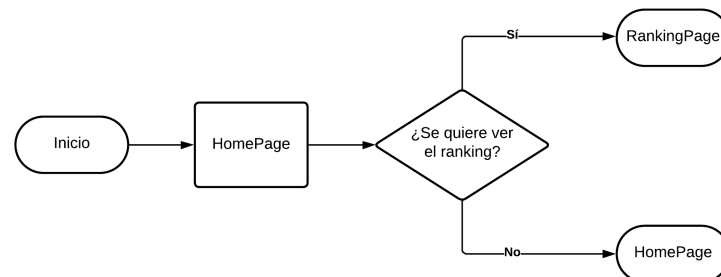 Sí
RankingPage
Inicio
HomePage
¿Se quiere ver
el ranking?
No
HomePage